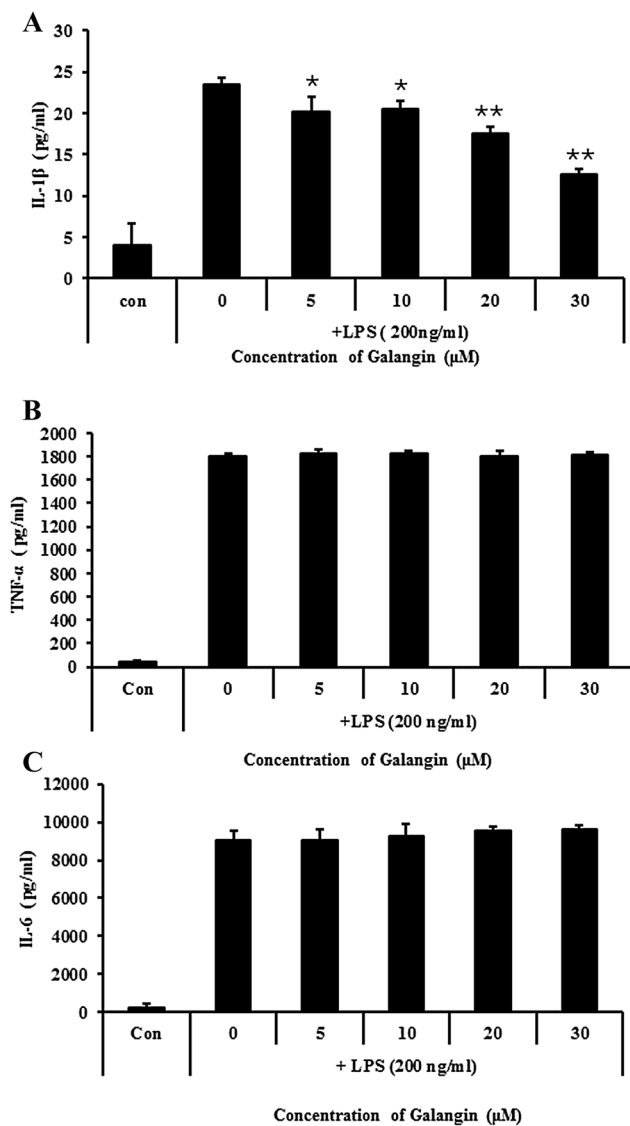 A
IL-1β (pg/ml)
30
25
20
15
10
5
0
* * ** **
con 0 5 10 20 30
+LPS ( 200ng/ml)
Concentration of Galangin (μM)
B
TNF-α (pg/ml)
2000
1800
1600
1400
1200
1000
800
600
400
200
0
Con 0 5 10 20 30
+LPS (200 ng/ml)
Concentration of Galangin (μM)
C
IL-6 (pg/ml)
12000
10000
8000
6000
4000
2000
0
Con 0 5 10 20 30
+ LPS (200 ng/ml)
Concentration of Galangin (μM)